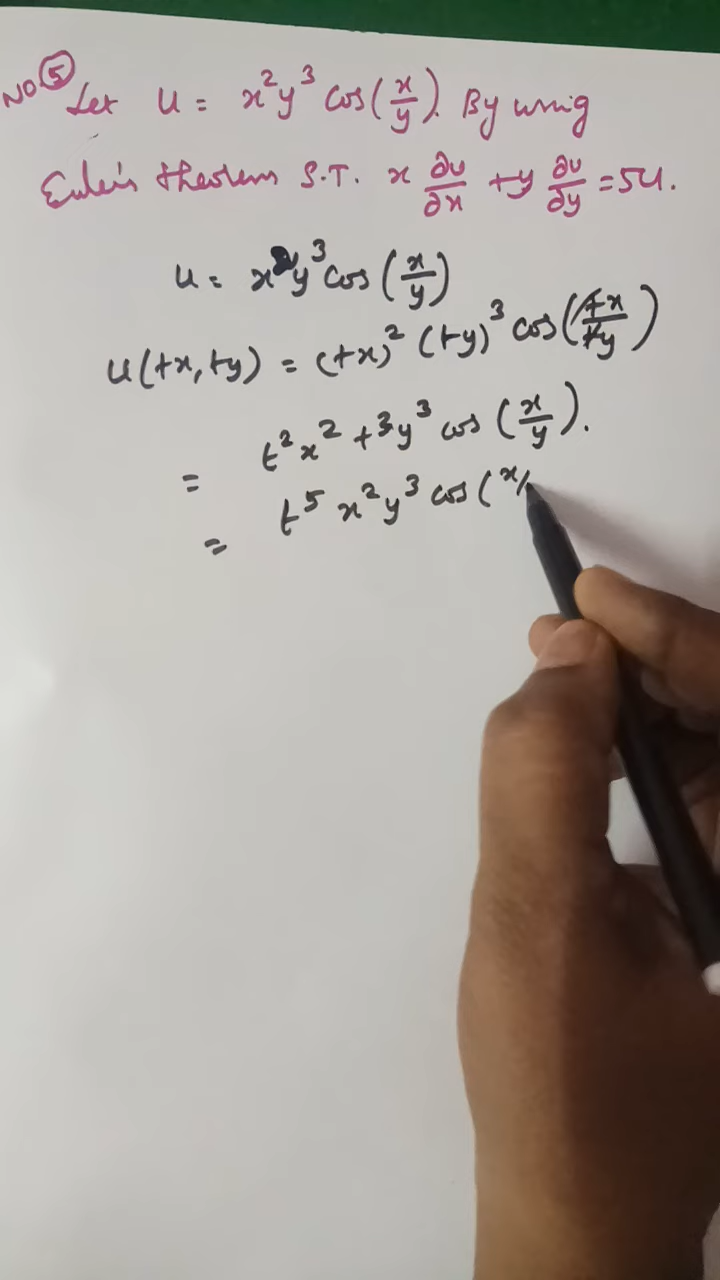 NO ⑤ Let u = x²y³ cos(x/y). By using
Euler's theorem S.T. x ∂u/∂x + y ∂u/∂y = 5u.
u = x²y³ cos(x/y)
u(tx, ty) = (tx)² (ty)³ cos(tx/ty)
= t²x² t³y³ cos(x/y).
= t⁵ x²y³ cos(x/